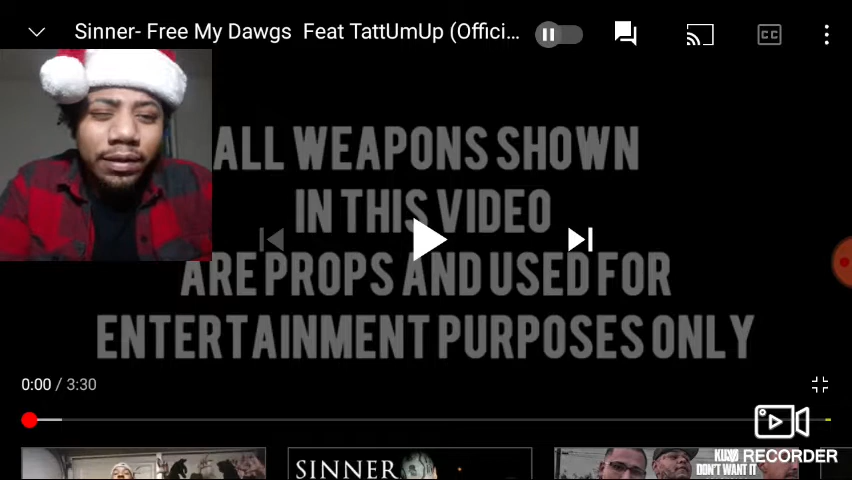 Sinner- Free My Dawgs Feat TattUmUp (Offici...
CC
ALL WEAPONS SHOWN
IN THIS VIDEO
ARE PROPS AND USED FOR
ENTERTAINMENT PURPOSES ONLY
0:00 / 3:30
RECORDER
SINNER
DON'T WANT IT